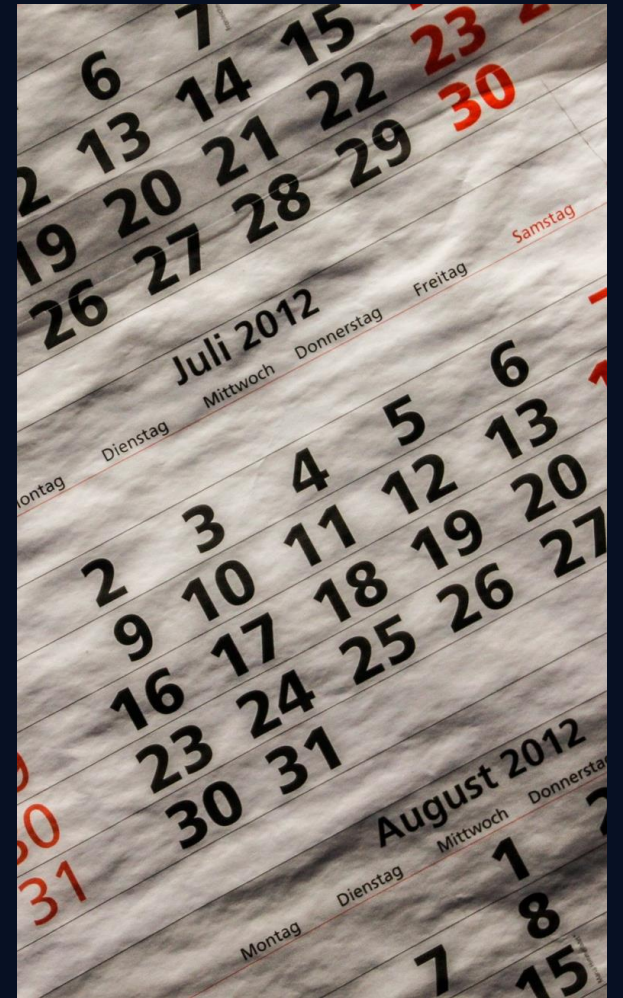 6 7
2 13 14 15
19 20 21 22 23
26 27 28 29 30
Juli 2012
ontag Dienstag Mittwoch Donnerstag Freitag Samstag
2 3 4 5 6
9 10 11 12 13
16 17 18 19 20
30 23 24 25 26 27
31 30 31
August 2012
Montag Dienstag Mittwoch Donnersta
1
7 8
15